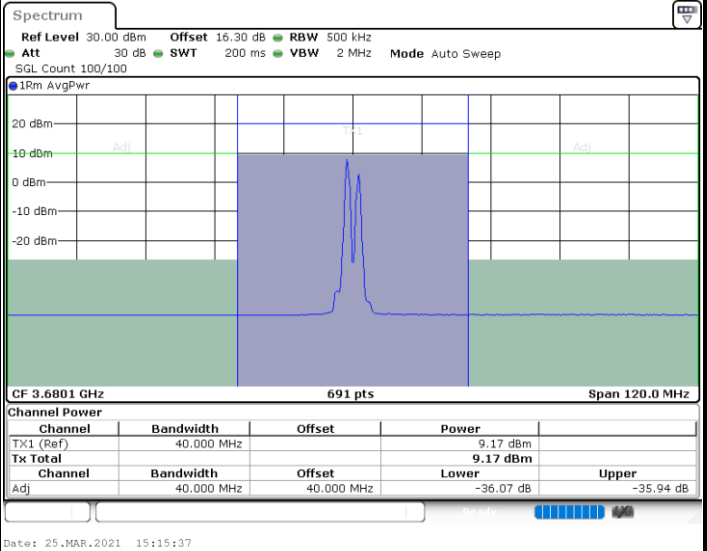 Spectrum
Ref Level 30.00 dBm Offset 16.30 dB RBW 500 kHz
Att 30 dB SWT 200 ms VBW 2 MHz Mode Auto Sweep
SGL Count 100/100
1Rm AvgPwr
20 dBm
TX1
Adj Adj
10 dBm
0 dBm
-10 dBm
-20 dBm
CF 3.6801 GHz 691 pts Span 120.0 MHz
Channel Power
Channel Bandwidth Offset Power
TX1 (Ref) 40.000 MHz 9.17 dBm
Tx Total 9.17 dBm
Channel Bandwidth Offset Lower Upper
Adj 40.000 MHz 40.000 MHz -36.07 dB -35.94 dB
Ready
Date: 25.MAR.2021 15:15:37